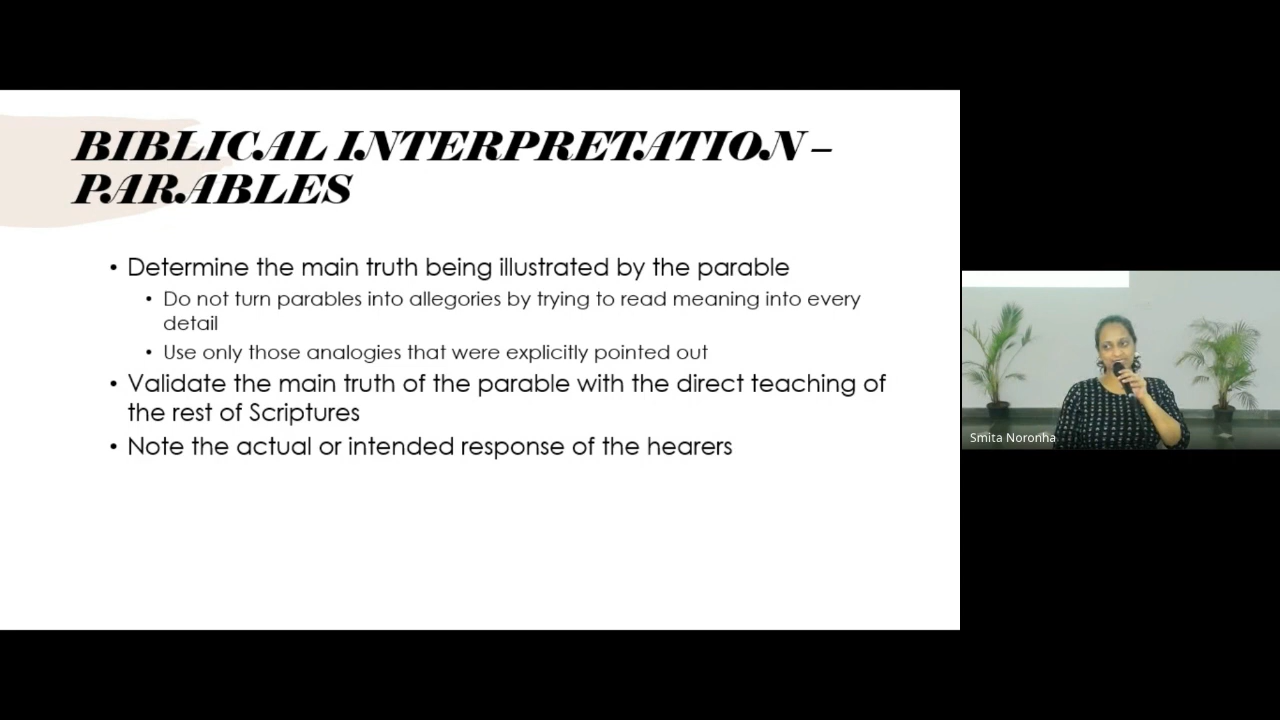 BIBLICAL INTERPRETATION –
PARABLES
• Determine the main truth being illustrated by the parable
• Do not turn parables into allegories by trying to read meaning into every
detail
• Use only those analogies that were explicitly pointed out
• Validate the main truth of the parable with the direct teaching of
the rest of Scriptures
• Note the actual or intended response of the hearers
Smita Noronha